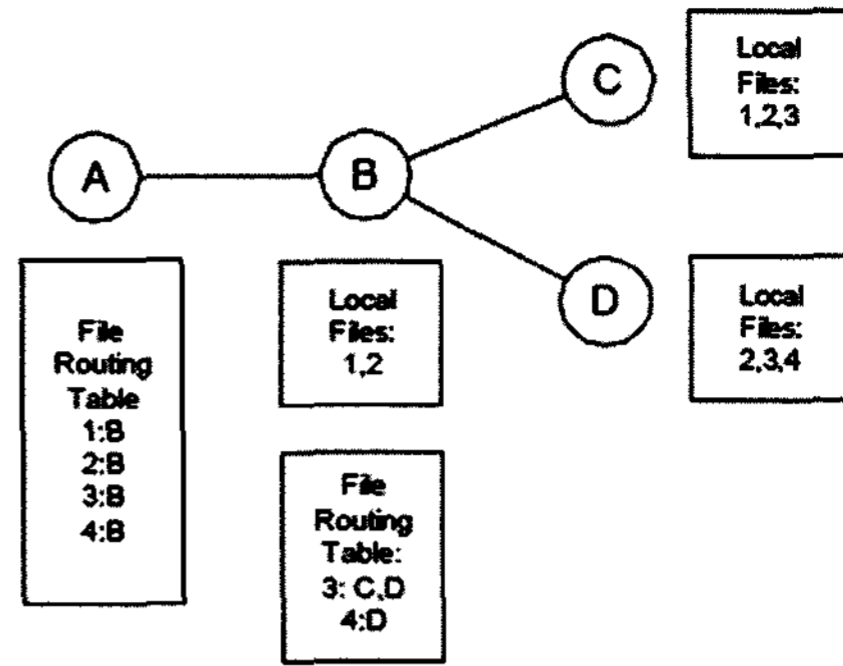 A
B
C
D
Local
Files:
1,2,3
File
Routing
Table
1:B
2:B
3:B
4:B
Local
Files:
1,2
File
Routing
Table:
3: C,D
4:D
Local
Files:
2,3,4